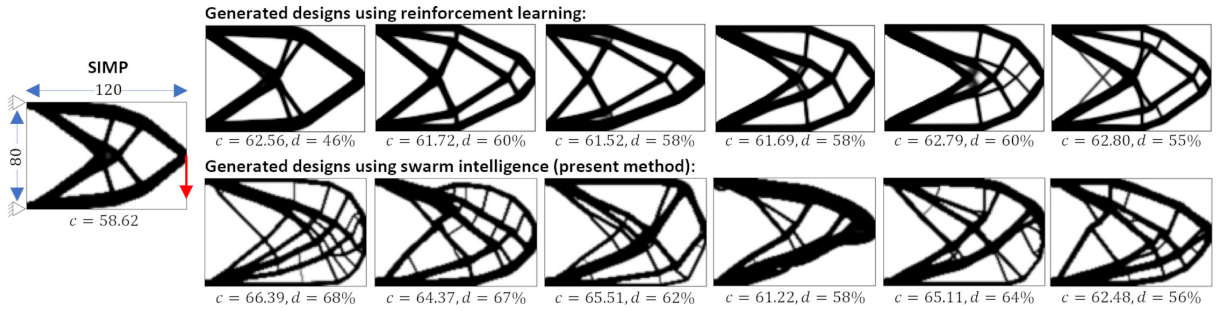 Generated designs using reinforcement learning:
SIMP
120
80
c = 58.62
c = 62.56, d = 46%
c = 61.72, d = 60%
c = 61.52, d = 58%
c = 61.69, d = 58%
c = 62.79, d = 60%
c = 62.80, d = 55%
Generated designs using swarm intelligence (present method):
c = 66.39, d = 68%
c = 64.37, d = 67%
c = 65.51, d = 62%
c = 61.22, d = 58%
c = 65.11, d = 64%
c = 62.48, d = 56%